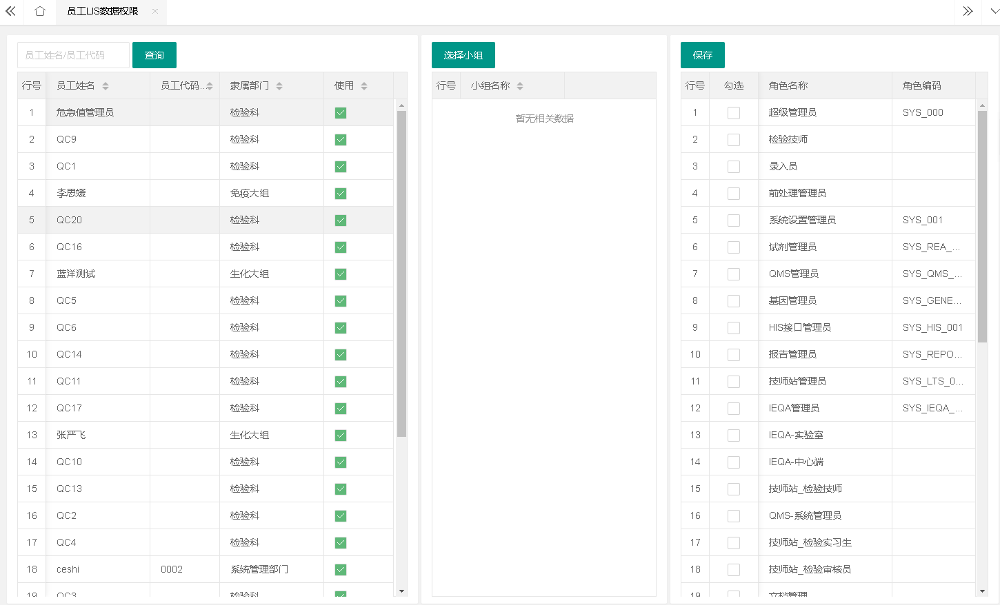 员工LIS数据权限
员工姓名/员工代码 查询
行号 员工姓名 员工代码... 隶属部门 使用
1 危急值管理员 检验科
2 QC9 检验科
3 QC1 检验科
4 李思媛 免疫大组
5 QC20 检验科
6 QC16 检验科
7 蓝洋测试 生化大组
8 QC5 检验科
9 QC6 检验科
10 QC14 检验科
11 QC11 检验科
12 QC17 检验科
13 张严飞 生化大组
14 QC10 检验科
15 QC13 检验科
16 QC2 检验科
17 QC4 检验科
18 ceshi 0002 系统管理部门
19 QC3 检验科
选择小组
行号 小组名称
暂无相关数据
保存
行号 勾选 角色名称 角色编码
1 超级管理员 SYS_000
2 检验技师
3 录入员
4 前处理管理员
5 系统设置管理员 SYS_001
6 试剂管理员 SYS_REA_...
7 QMS管理员 SYS_QMS_...
8 基因管理员 SYS_GENE...
9 HIS接口管理员 SYS_HIS_001
10 报告管理员 SYS_REPO...
11 技师站管理员 SYS_LTS_0...
12 IEQA管理员 SYS_IEQA_...
13 IEQA-实验室
14 IEQA-中心端
15 技师站_检验技师
16 QMS-系统管理员
17 技师站_检验实习生
18 技师站_检验审核员
19 文档管理